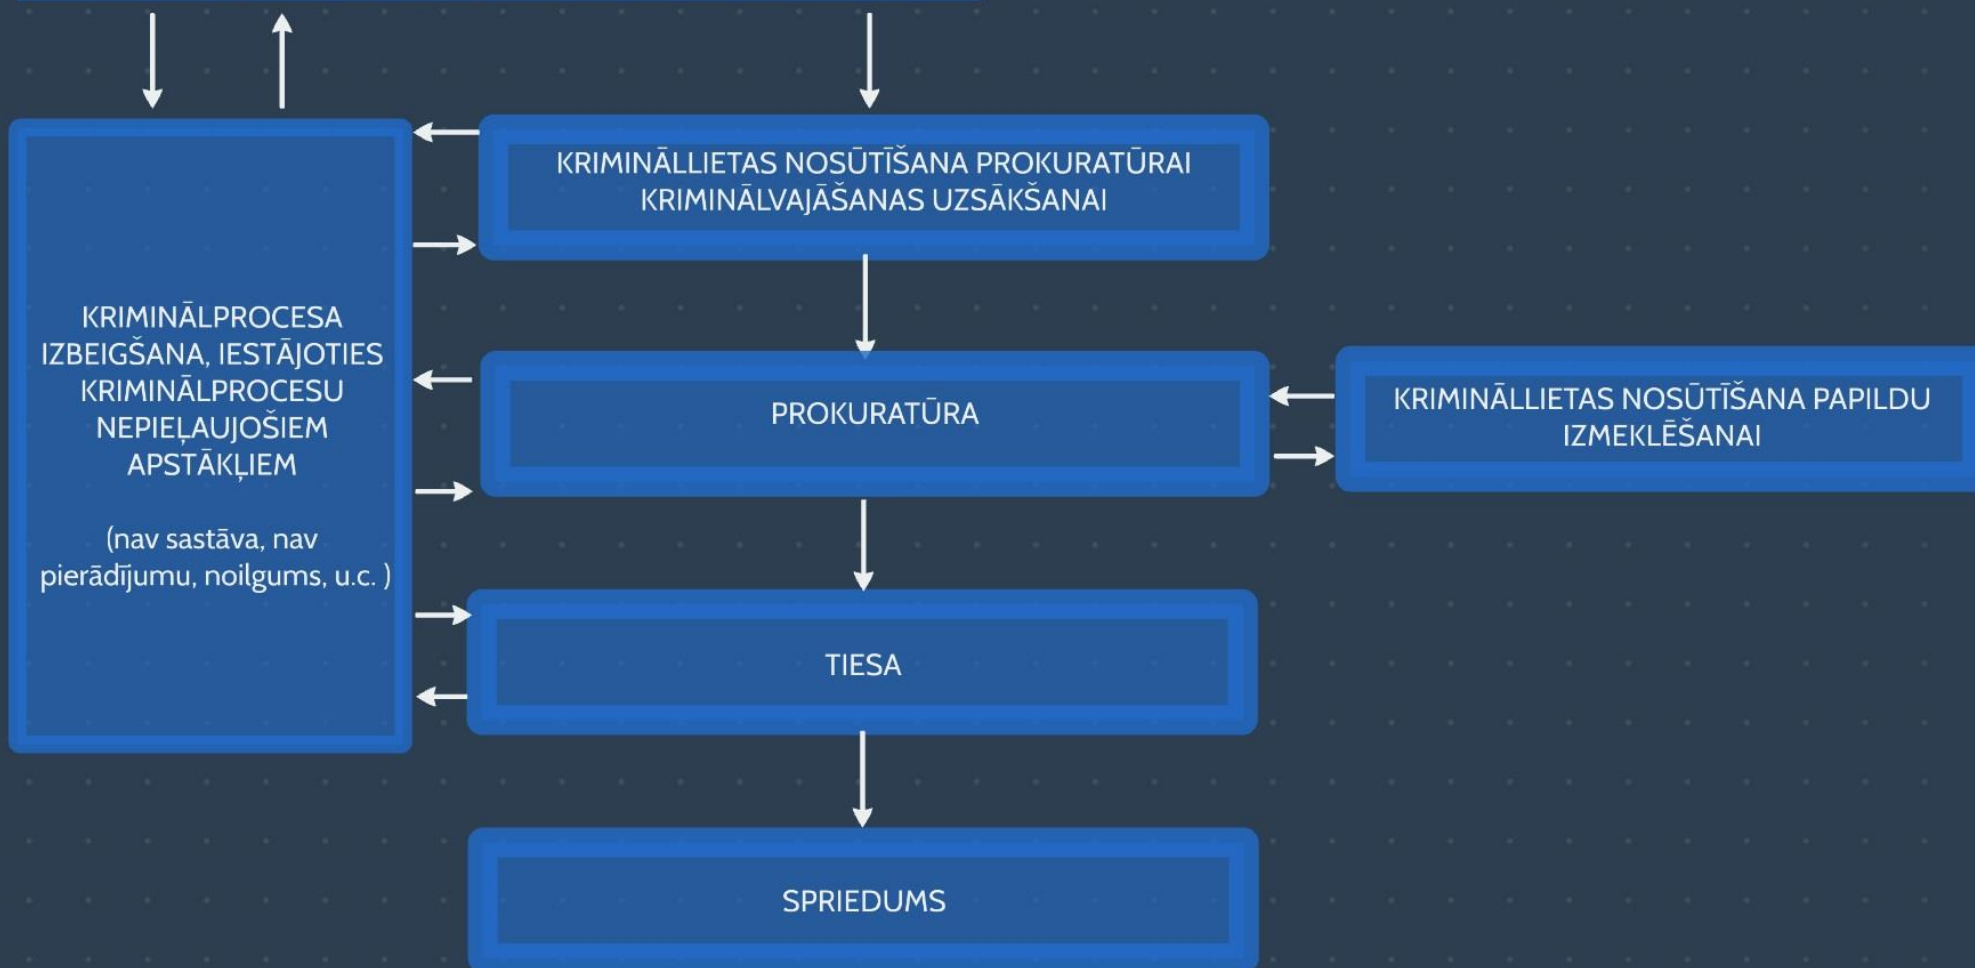 KRIMINĀLLIETAS NOSŪTĪŠANA PROKURATŪRAI
KRIMINĀLVAJĀŠANAS UZSĀKŠANAI
KRIMINĀLPROCESA
IZBEIGŠANA, IESTĀJOTIES
KRIMINĀLPROCESU
NEPIEĻAUJOŠIEM
APSTĀKĻIEM
(nav sastāva, nav
pierādījumu, noilgums, u.c. )
PROKURATŪRA
KRIMINĀLLIETAS NOSŪTĪŠANA PAPILDU
IZMEKLĒŠANAI
TIESA
SPRIEDUMS